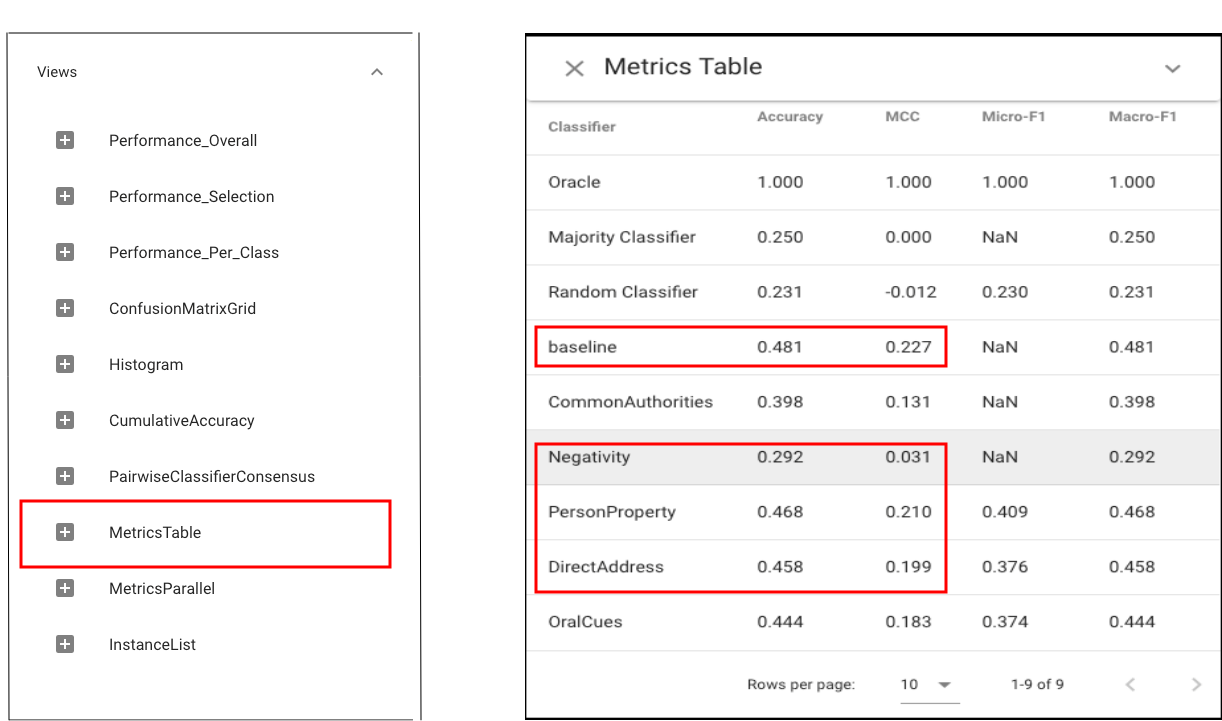 Views
Performance_Overall
Performance_Selection
Performance_Per_Class
ConfusionMatrixGrid
Histogram
CumulativeAccuracy
PairwiseClassifierConsensus
MetricsTable
MetricsParallel
InstanceList
Metrics Table
Classifier Accuracy MCC Micro-F1 Macro-F1
Oracle 1.000 1.000 1.000 1.000
Majority Classifier 0.250 0.000 NaN 0.250
Random Classifier 0.231 -0.012 0.230 0.231
baseline 0.481 0.227 NaN 0.481
CommonAuthorities 0.398 0.131 NaN 0.398
Negativity 0.292 0.031 NaN 0.292
PersonProperty 0.468 0.210 0.409 0.468
DirectAddress 0.458 0.199 0.376 0.458
OralCues 0.444 0.183 0.374 0.444
Rows per page: 10 1-9 of 9